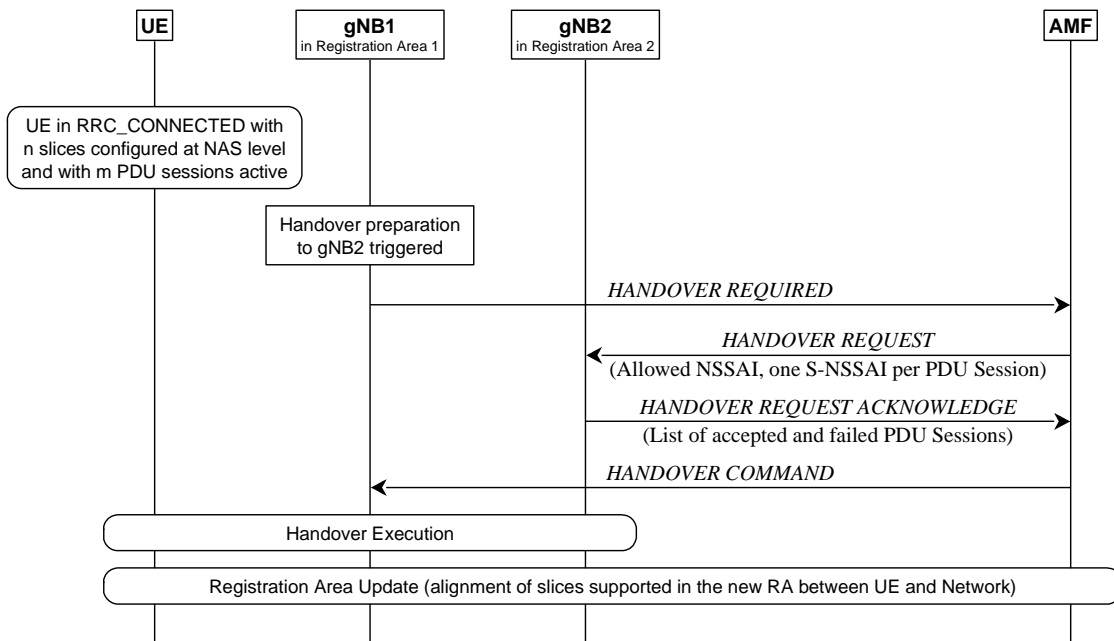 UE
gNB1
in Registration Area 1
gNB2
in Registration Area 2
AMF
UE in RRC_CONNECTED with
n slices configured at NAS level
and with m PDU sessions active
Handover preparation
to gNB2 triggered
HANDOVER REQUIRED
HANDOVER REQUEST
(Allowed NSSAI, one S-NSSAI per PDU Session)
HANDOVER REQUEST ACKNOWLEDGE
(List of accepted and failed PDU Sessions)
HANDOVER COMMAND
Handover Execution
Registration Area Update (alignment of slices supported in the new RA between UE and Network)